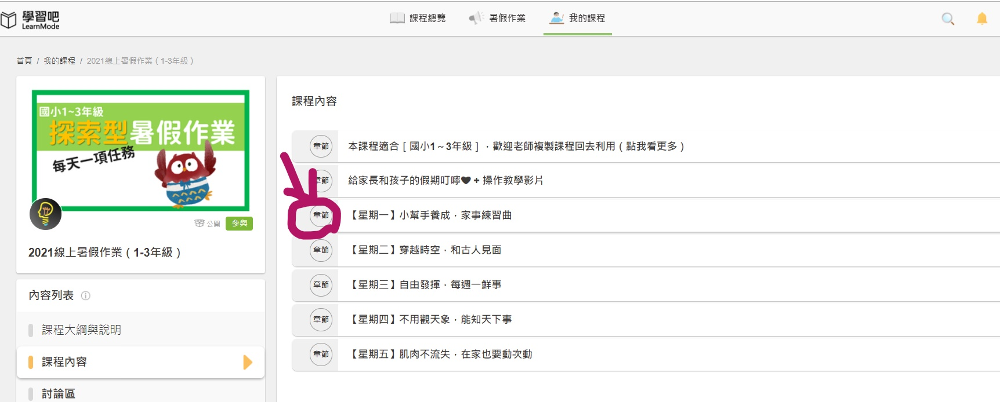 學習吧
LearnMode
課程總覽
暑假作業
我的課程
首頁 / 我的課程 / 2021線上暑假作業 ( 1-3年級 )
國小1~3年級
探索型暑假作業
每天一項任務
公開
參與
2021線上暑假作業 ( 1-3年級 )
內容列表
課程大綱與說明
課程內容
討論區
課程內容
章節 本課程適合 [ 國小1～3年級 ] ，歡迎老師複製課程回去利用 ( 點我看更多 )
章節 給家長和孩子的假期叮嚀❤ + 操作教學影片
章節 【星期一】小幫手養成，家事練習曲
章節 【星期二】穿越時空，和古人見面
章節 【星期三】自由發揮，每週一鮮事
章節 【星期四】不用觀天象，能知天下事
章節 【星期五】肌肉不流失，在家也要動次動